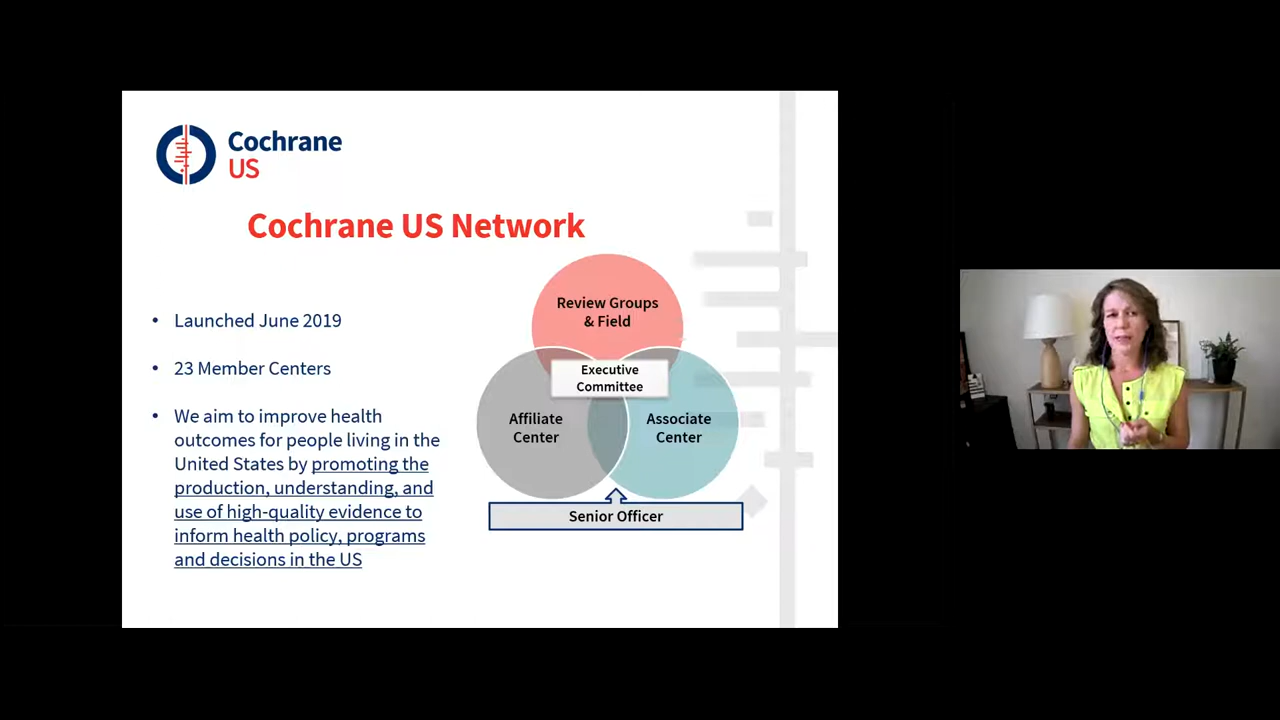 Cochrane
US
Cochrane US Network
• Launched June 2019
• 23 Member Centers
• We aim to improve health
outcomes for people living in the
United States by promoting the
production, understanding, and
use of high-quality evidence to
inform health policy, programs
and decisions in the US
Review Groups
& Field
Executive
Committee
Affiliate
Center
Associate
Center
Senior Officer